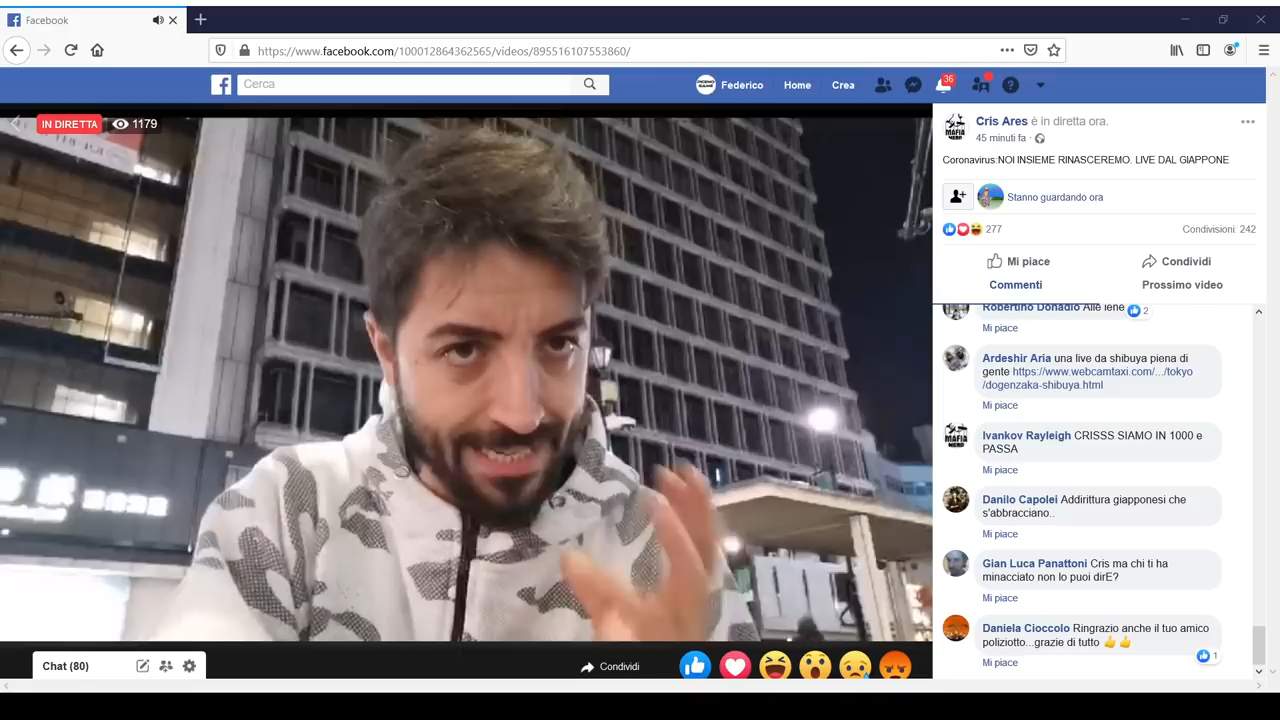 Facebook
https://www.facebook.com/100012864362565/videos/895516107553860/
Cerca
Federico
Home
Crea
36
IN DIRETTA
1179
Cris Ares è in diretta ora.
45 minuti fa ·
Coronavirus:NOI INSIEME RINASCEREMO. LIVE DAL GIAPPONE
Stanno guardando ora
277
Condivisioni: 242
Mi piace
Condividi
Commenti
Prossimo video
Robertino Donadio Alle Iene
2
Mi piace
Ardeshir Aria una live da shibuya piena di
gente https://www.webcamtaxi.com/.../tokyo
/dogenzaka-shibuya.html
Mi piace
MAFIA
NERD
Ivankov Rayleigh CRISSS SIAMO IN 1000 e
PASSA
Mi piace
Danilo Capolei Addirittura giapponesi che
s'abbracciano..
Mi piace
Gian Luca Panattoni Cris ma chi ti ha
minacciato non lo puoi dirE?
Mi piace
Daniela Cioccolo Ringrazio anche il tuo amico
poliziotto...grazie di tutto 👍👍
1
Mi piace
Chat (80)
Condividi